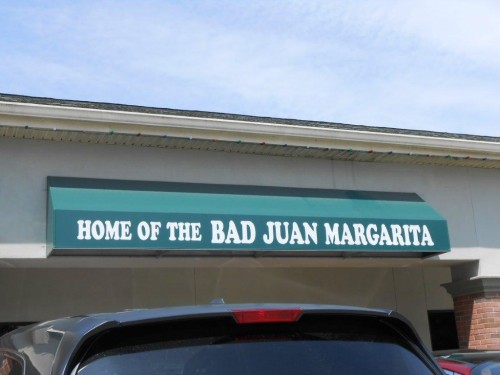 HOME OF THE BAD JUAN MARGARITA